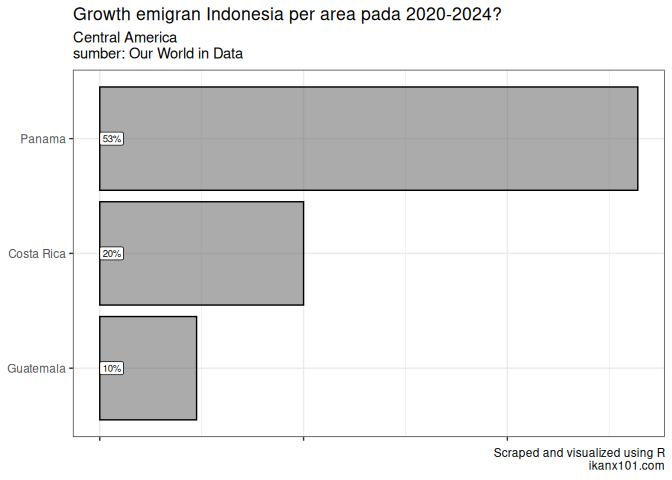 Growth emigran Indonesia per area pada 2020-2024?
Central America
sumber: Our World in Data
Panama
53%
Costa Rica
20%
Guatemala
10%
Scraped and visualized using R
ikanx101.com